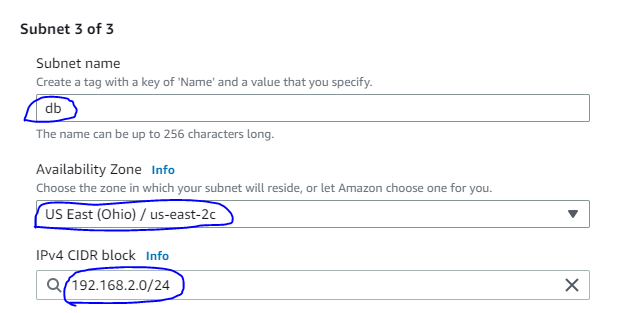 Subnet 3 of 3
Subnet name
Create a tag with a key of 'Name' and a value that you specify.
db
The name can be up to 256 characters long.
Availability Zone Info
Choose the zone in which your subnet will reside, or let Amazon choose one for you.
US East (Ohio) / us-east-2c
IPv4 CIDR block Info
192.168.2.0/24